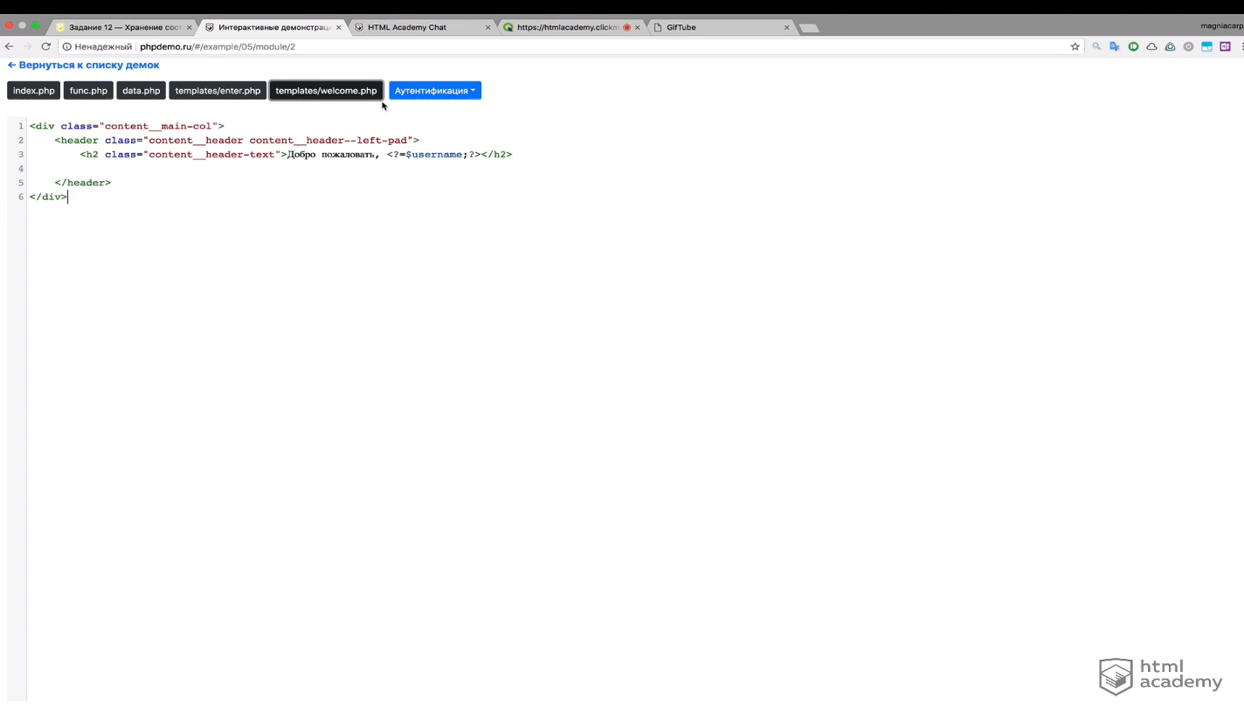 Задание 12 — Хранение сост
Интерактивные демонстрац
HTML Academy Chat
https://htmlacademy.clickm
GifTube
magniacarp
Ненадежный
phpdemo.ru/#/example/05/module/2
← Вернуться к списку демок
index.php
func.php
data.php
templates/enter.php
templates/welcome.php
Аутентификация
1 <div class="content__main-col">
2 <header class="content__header content__header--left-pad">
3 <h2 class="content__header-text">Добро пожаловать, <?=$username;?></h2>
4
5 </header>
6 </div>
html
academy